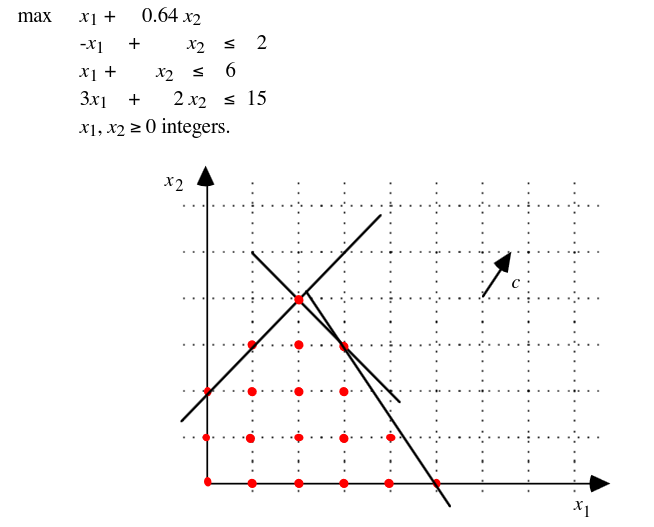 max x1 + 0.64 x2
-x1 + x2 ≤ 2
x1 + x2 ≤ 6
3x1 + 2 x2 ≤ 15
x1, x2 ≥ 0 integers.
x2
c
x1